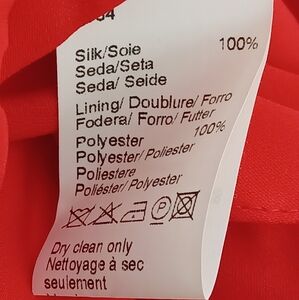 34
Silk/Soie 100%
Seda/Seta
Seda/ Seide
Lining/ Doublure/ Forro
Fodera/ Forro/ Futter
Polyester 100%
Polyester/ Poliester
Poliestere
Poliéster/ Polyester
P
Dry clean only
Nettoyage à sec
seulement